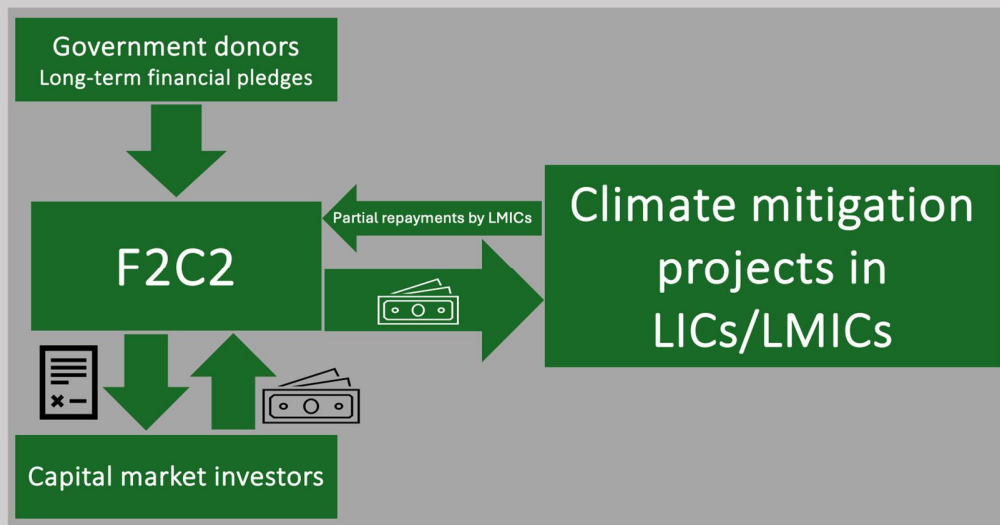 Government donors
Long-term financial pledges
F2C2
Partial repayments by LMICs
Climate mitigation
projects in
LICs/LMICs
Capital market investors